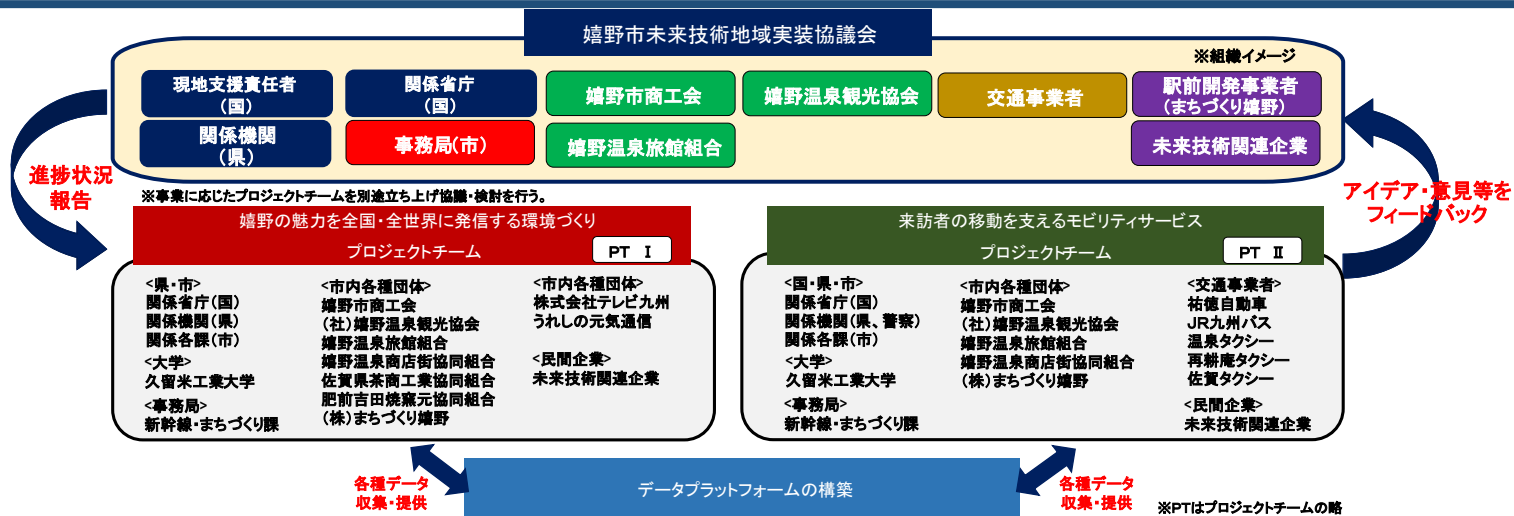 嬉野市未来技術地域実装協議会
※組織イメージ
現地支援責任者
(国)
関係省庁
(国)
嬉野市商工会
嬉野温泉観光協会
交通事業者
駅前開発事業者
(まちづくり嬉野)
関係機関
(県)
事務局(市)
嬉野温泉旅館組合
未来技術関連企業
進捗状況
報告
アイデア・意見等を
フィードバック
※事業に応じたプロジェクトチームを別途立ち上げ協議・検討を行う。
嬉野の魅力を全国・全世界に発信する環境づくり
プロジェクトチーム
PT Ⅰ
<県・市>
関係省庁(国)
関係機関(県)
関係各課(市)
<大学>
久留米工業大学
<事務局>
新幹線・まちづくり課
<市内各種団体>
嬉野市商工会
(社)嬉野温泉観光協会
嬉野温泉旅館組合
嬉野温泉商店街協同組合
佐賀県茶商工業協同組合
肥前吉田焼窯元協同組合
(株)まちづくり嬉野
<市内各種団体>
株式会社テレビ九州
うれしの元気通信
<民間企業>
未来技術関連企業
来訪者の移動を支えるモビリティサービス
プロジェクトチーム
PT Ⅱ
<国・県・市>
関係省庁(国)
関係機関(県、警察)
関係各課(市)
<大学>
久留米工業大学
<事務局>
新幹線・まちづくり課
<市内各種団体>
嬉野市商工会
(社)嬉野温泉観光協会
嬉野温泉旅館組合
嬉野温泉商店街協同組合
(株)まちづくり嬉野
<交通事業者>
祐徳自動車
JR九州バス
温泉タクシー
再耕庵タクシー
佐賀タクシー
<民間企業>
未来技術関連企業
各種データ
収集・提供
データプラットフォームの構築
各種データ
収集・提供
※PTはプロジェクトチームの略